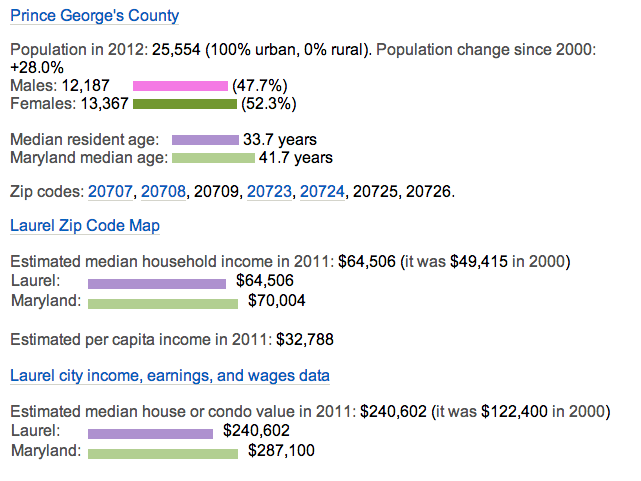 Prince George's County
Population in 2012: 25,554 (100% urban, 0% rural). Population change since 2000:
+28.0%
Males: 12,187 (47.7%)
Females: 13,367 (52.3%)
Median resident age: 33.7 years
Maryland median age: 41.7 years
Zip codes: 20707, 20708, 20709, 20723, 20724, 20725, 20726.
Laurel Zip Code Map
Estimated median household income in 2011: $64,506 (it was $49,415 in 2000)
Laurel: $64,506
Maryland: $70,004
Estimated per capita income in 2011: $32,788
Laurel city income, earnings, and wages data
Estimated median house or condo value in 2011: $240,602 (it was $122,400 in 2000)
Laurel: $240,602
Maryland: $287,100